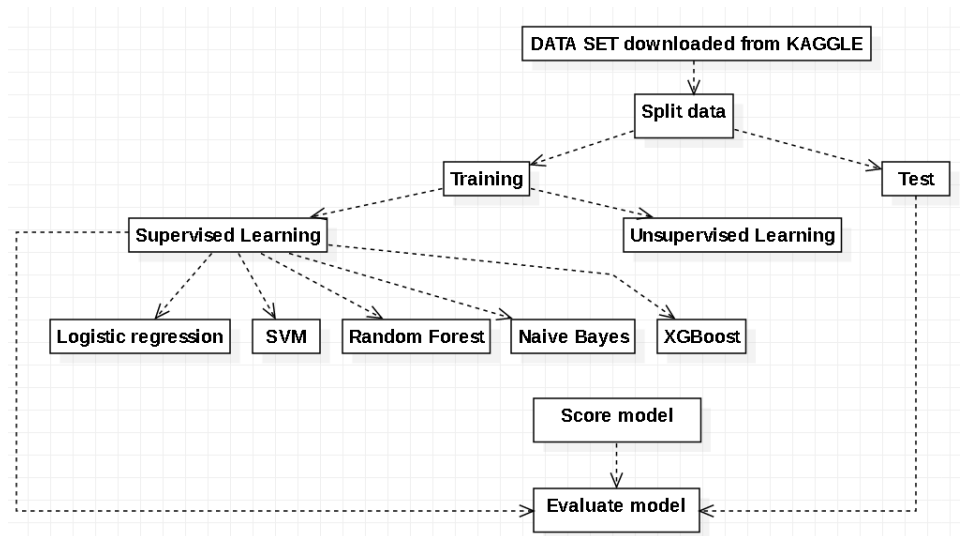 DATA SET downloaded from KAGGLE
Split data
Training
Test
Supervised Learning
Unsupervised Learning
Logistic regression
SVM
Random Forest
Naive Bayes
XGBoost
Score model
Evaluate model